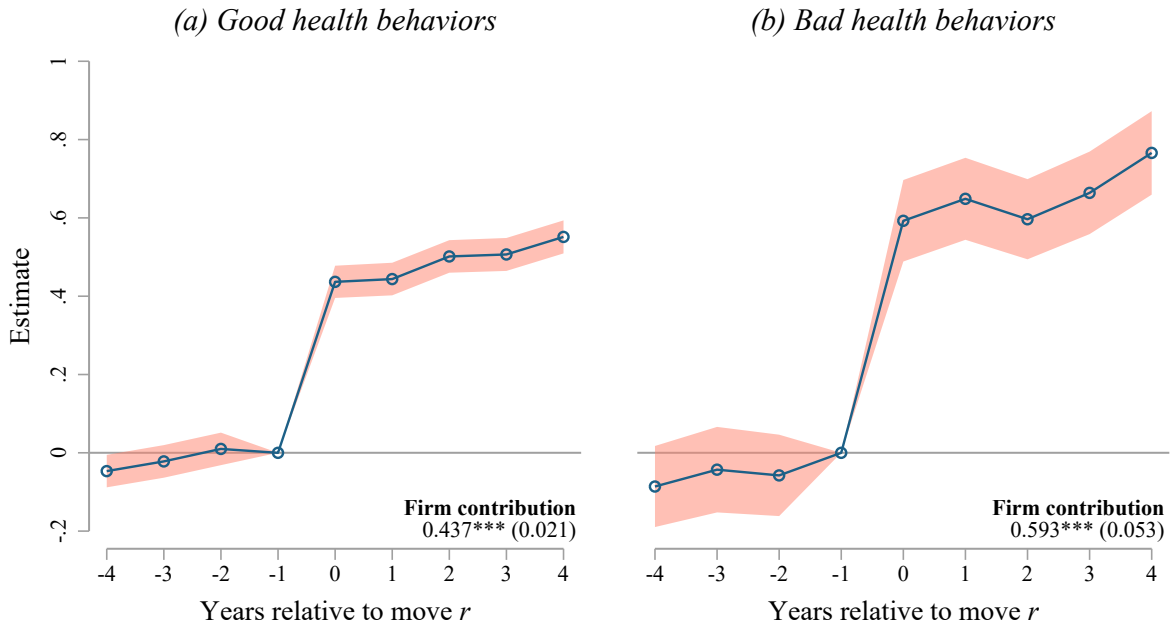 (a) Good health behaviors
(b) Bad health behaviors
Estimate
1
.8
.6
.4
.2
0
-.2
Firm contribution
0.437*** (0.021)
Firm contribution
0.593*** (0.053)
-4 -3 -2 -1 0 1 2 3 4
-4 -3 -2 -1 0 1 2 3 4
Years relative to move r
Years relative to move r